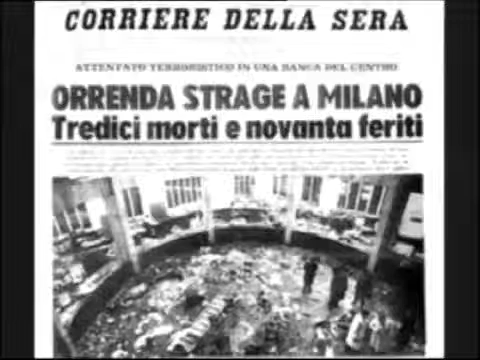 CORRIERE DELLA SERA
ATTENTATO TERRORISTICO IN UNA BANCA DEL CENTRO
ORRENDA STRAGE A MILANO
Tredici morti e novanta feriti